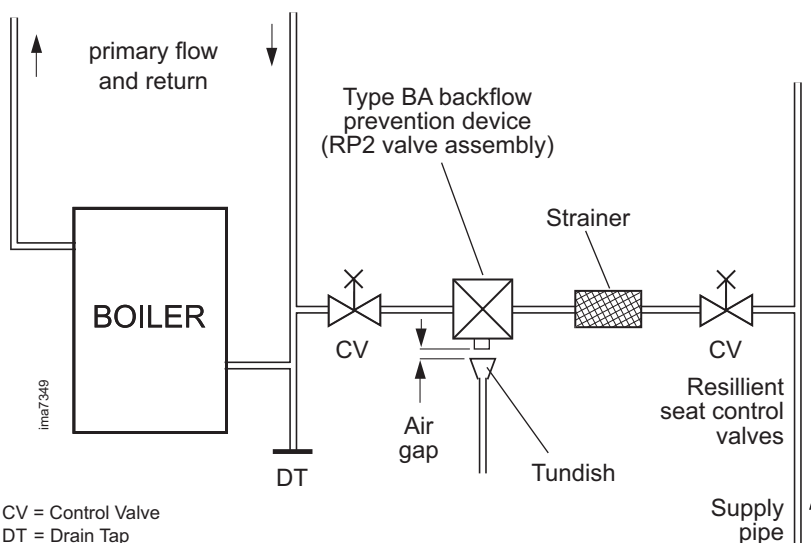 primary flow
and return
Type BA backflow
prevention device
(RP2 valve assembly)
Strainer
BOILER
CV
CV
ima7349
Air
gap
Resillient
seat control
valves
Tundish
DT
Supply
pipe
CV = Control Valve
DT = Drain Tap